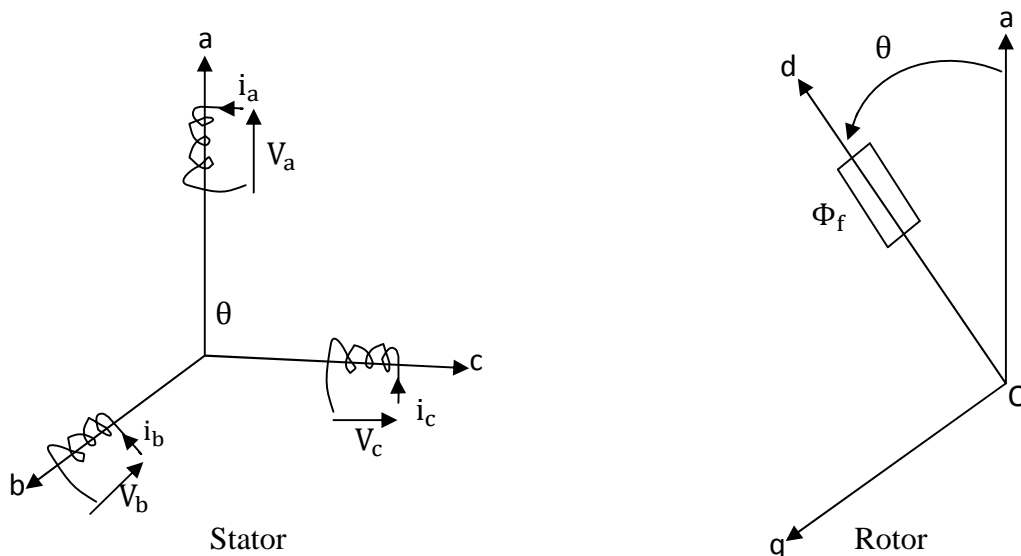 a
i_a
V_a
θ
c
i_c
V_c
i_b
b
V_b
Stator
a
θ
d
Φ_f
O
q
Rotor